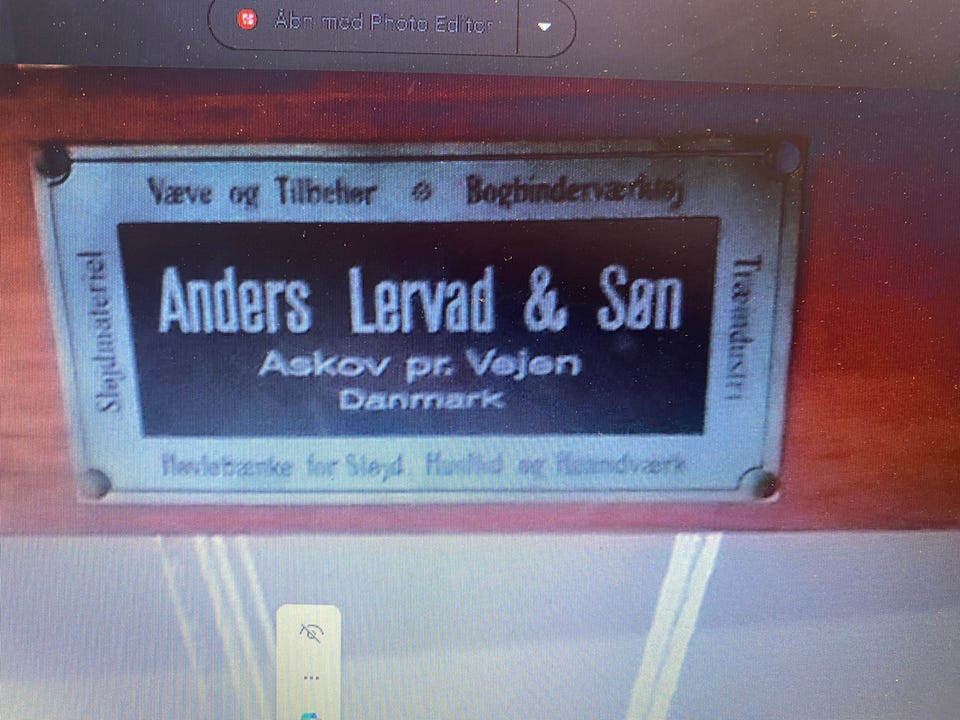 Åbn med Photo Editor
Væve og Tilbehør Bogbinderværktøj
Sløjdmateriel
Anders Lervad & Søn
Askov pr. Vejen
Danmark
Træindustri
Høvlebænke for Sløjd, Husflid og Haandværk